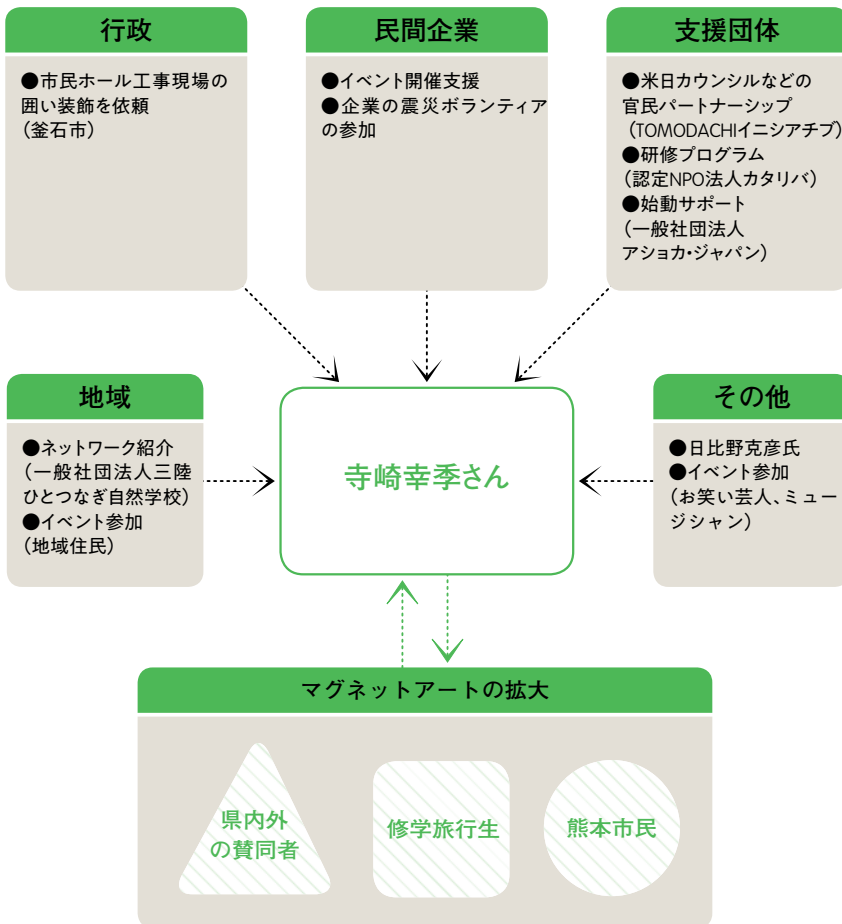 行政
●市民ホール工事現場の
囲い装飾を依頼
（釜石市）
民間企業
●イベント開催支援
●企業の震災ボランティア
の参加
支援団体
●米日カウンシルなどの
官民パートナーシップ
（TOMODACHIイニシアチブ）
●研修プログラム
（認定NPO法人カタリバ）
●始動サポート
（一般社団法人
アショカ・ジャパン）
地域
●ネットワーク紹介
（一般社団法人三陸
ひとつなぎ自然学校）
●イベント参加
（地域住民）
寺崎幸季さん
その他
●日比野克彦氏
●イベント参加
（お笑い芸人、ミュー
ジシャン）
マグネットアートの拡大
県内外
の賛同者
修学旅行生
熊本市民